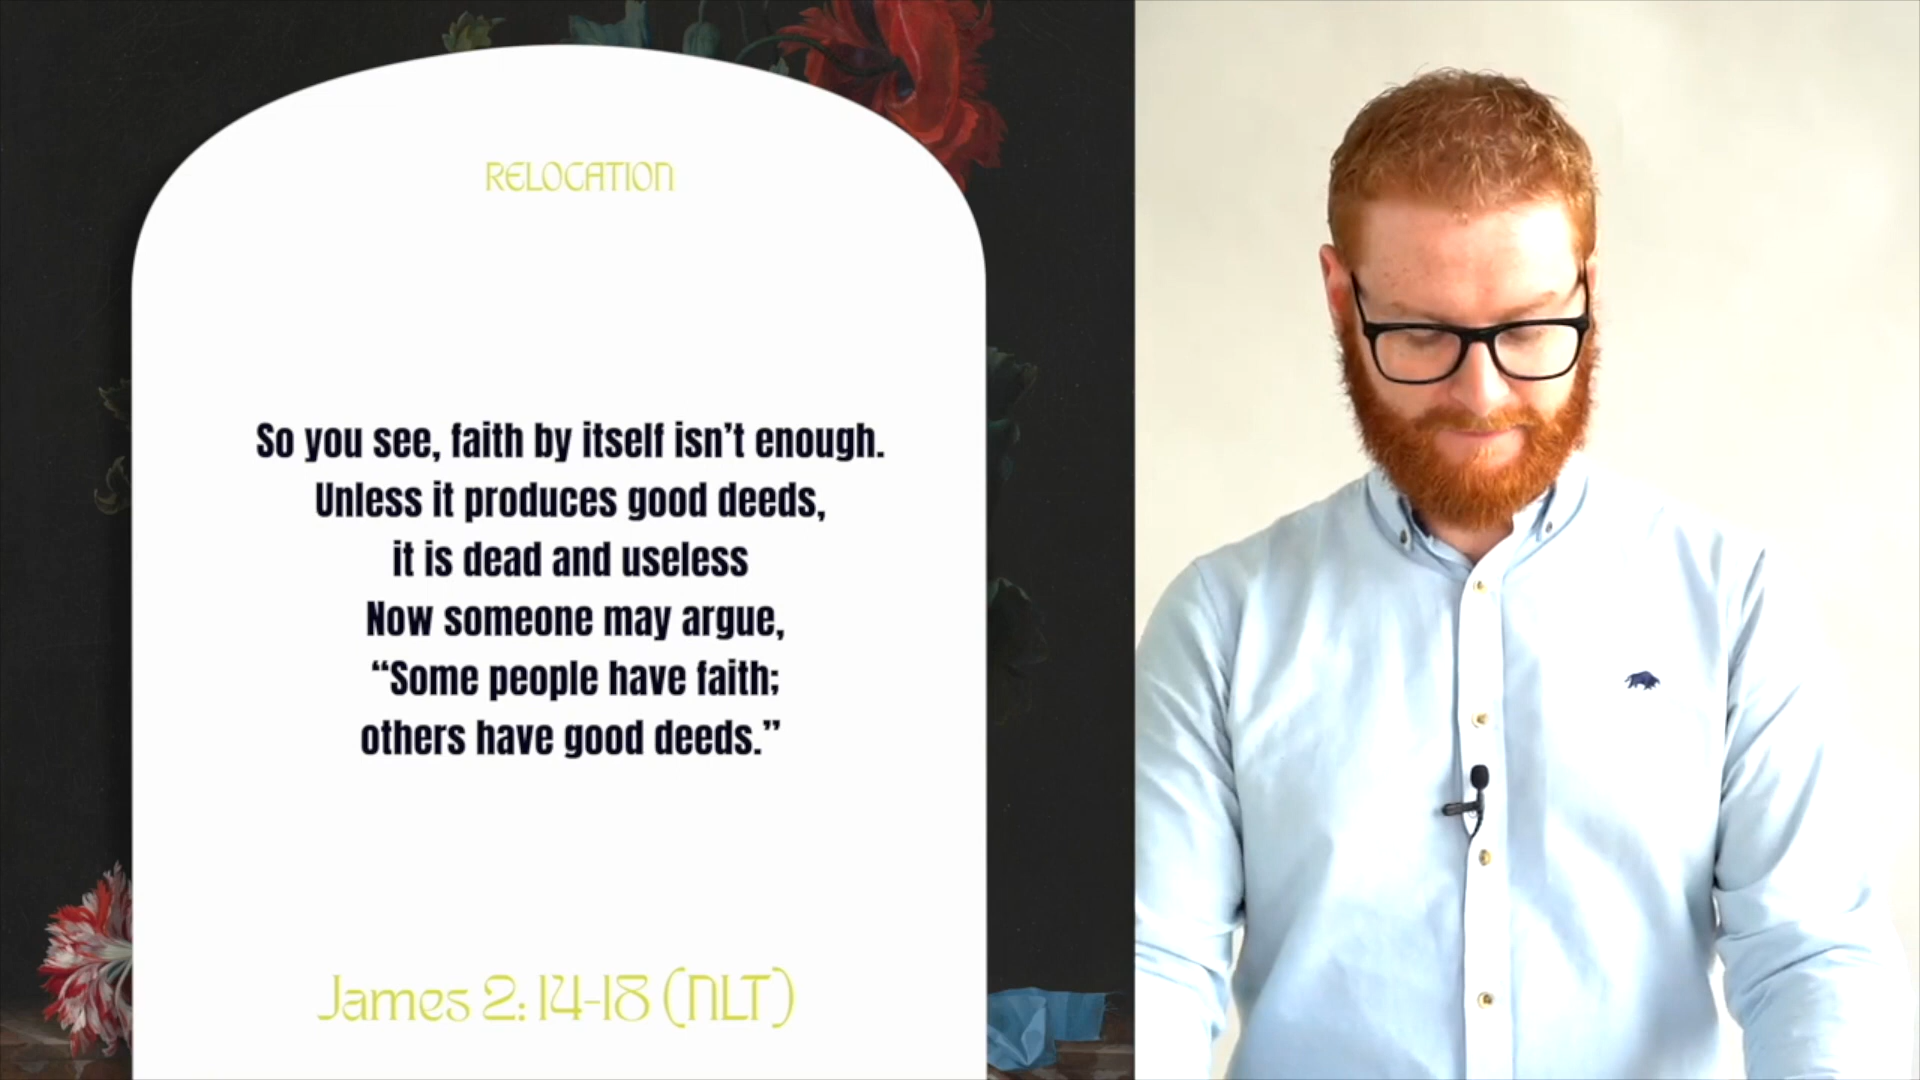 RELOCATION
So you see, faith by itself isn’t enough.
Unless it produces good deeds,
it is dead and useless
Now someone may argue,
“Some people have faith;
others have good deeds.”
James 2: 14-18 (NLT)